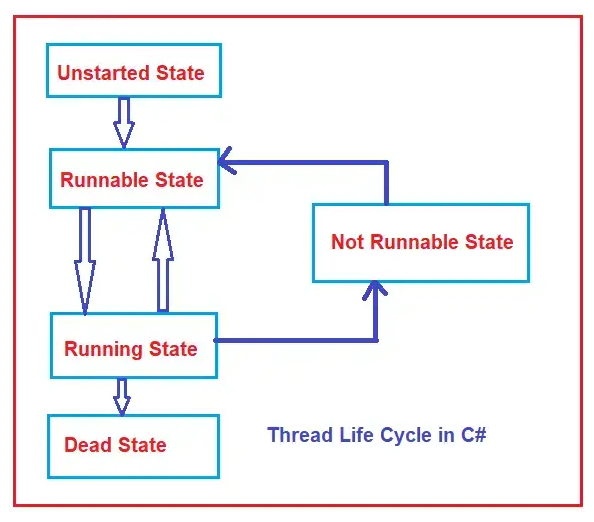 Unstarted State
Runnable State
Not Runnable State
Running State
Dead State
Thread Life Cycle in C#